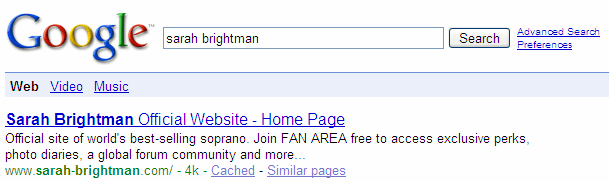 Google™ sarah brightman Search Advanced Search
Preferences
Web Video Music
Sarah Brightman Official Website - Home Page
Official site of world's best-selling soprano. Join FAN AREA free to access exclusive perks,
photo diaries, a global forum community and more...
www.sarah-brightman.com/ - 4k - Cached - Similar pages